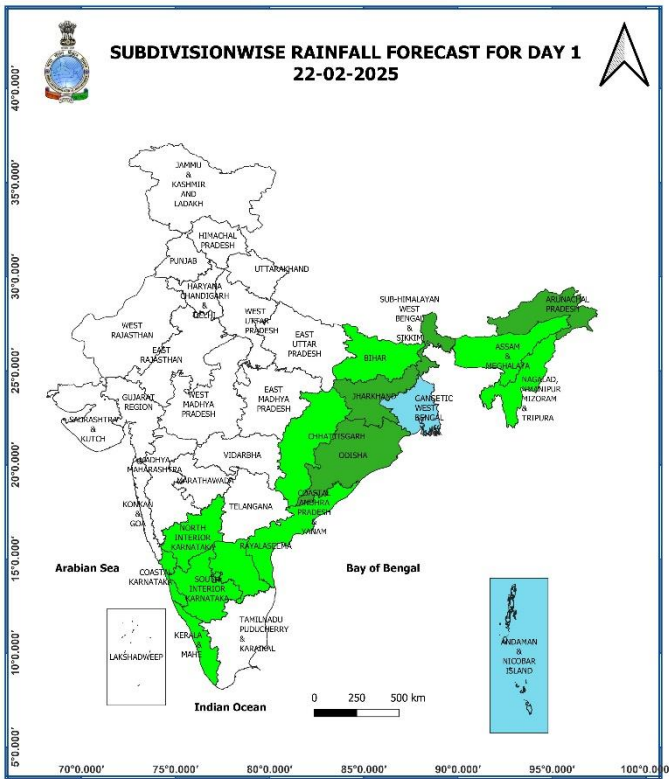 SUBDIVISIONWISE RAINFALL FORECAST FOR DAY 1
22-02-2025
40°0.000'
35°0.000'
30°0.000'
25°0.000'
20°0.000'
15°0.000'
10°0.000'
5°0.000'
JAMMU
&
KASHMIR
AND
LADAKH
HIMACHAL
PRADESH
PUNJAB
UTTARAKHAND
HARYANA
CHANDIGARH
&
DELHI
WEST
UTTAR
PRADESH
EAST
UTTAR
PRADESH
WEST
RAJASTHAN
EAST
RAJASTHAN
SUB-HIMALAYAN
WEST
BENGAL
&
SIKKIM
ARUNACHAL
PRADESH
ASSAM
&
MEGHALAYA
NAGALAD,
MANIPUR
MIZORAM
&
TRIPURA
BIHAR
JHARKHAND
GANGETIC
WEST
BENGAL
GUJARAT
REGION
SAURASHTRA
&
KUTCH
WEST
MADHYA
PRADESH
EAST
MADHYA
PRADESH
CHHATTISGARH
ODISHA
VIDARBHA
MADHYA
MAHARASHTRA
MARATHAWADA
KONKAN
&
GOA
TELANGANA
COASTAL
ANDHRA
PRADESH
&
YANAM
NORTH
INTERIOR
KARNATAKA
RAYALASEEMA
COASTAL
KARNATAKA
SOUTH
INTERIOR
KARNATAKA
Arabian Sea
Bay of Bengal
TAMILNADU
PUDUCHERRY
&
KARAIKAL
KERALA
&
MAHE
LAKSHADWEEP
ANDAMAN
&
NICOBAR
ISLAND
Indian Ocean
0 250 500 km
70°0.000' 75°0.000' 80°0.000' 85°0.000' 90°0.000' 95°0.000' 100°0.000